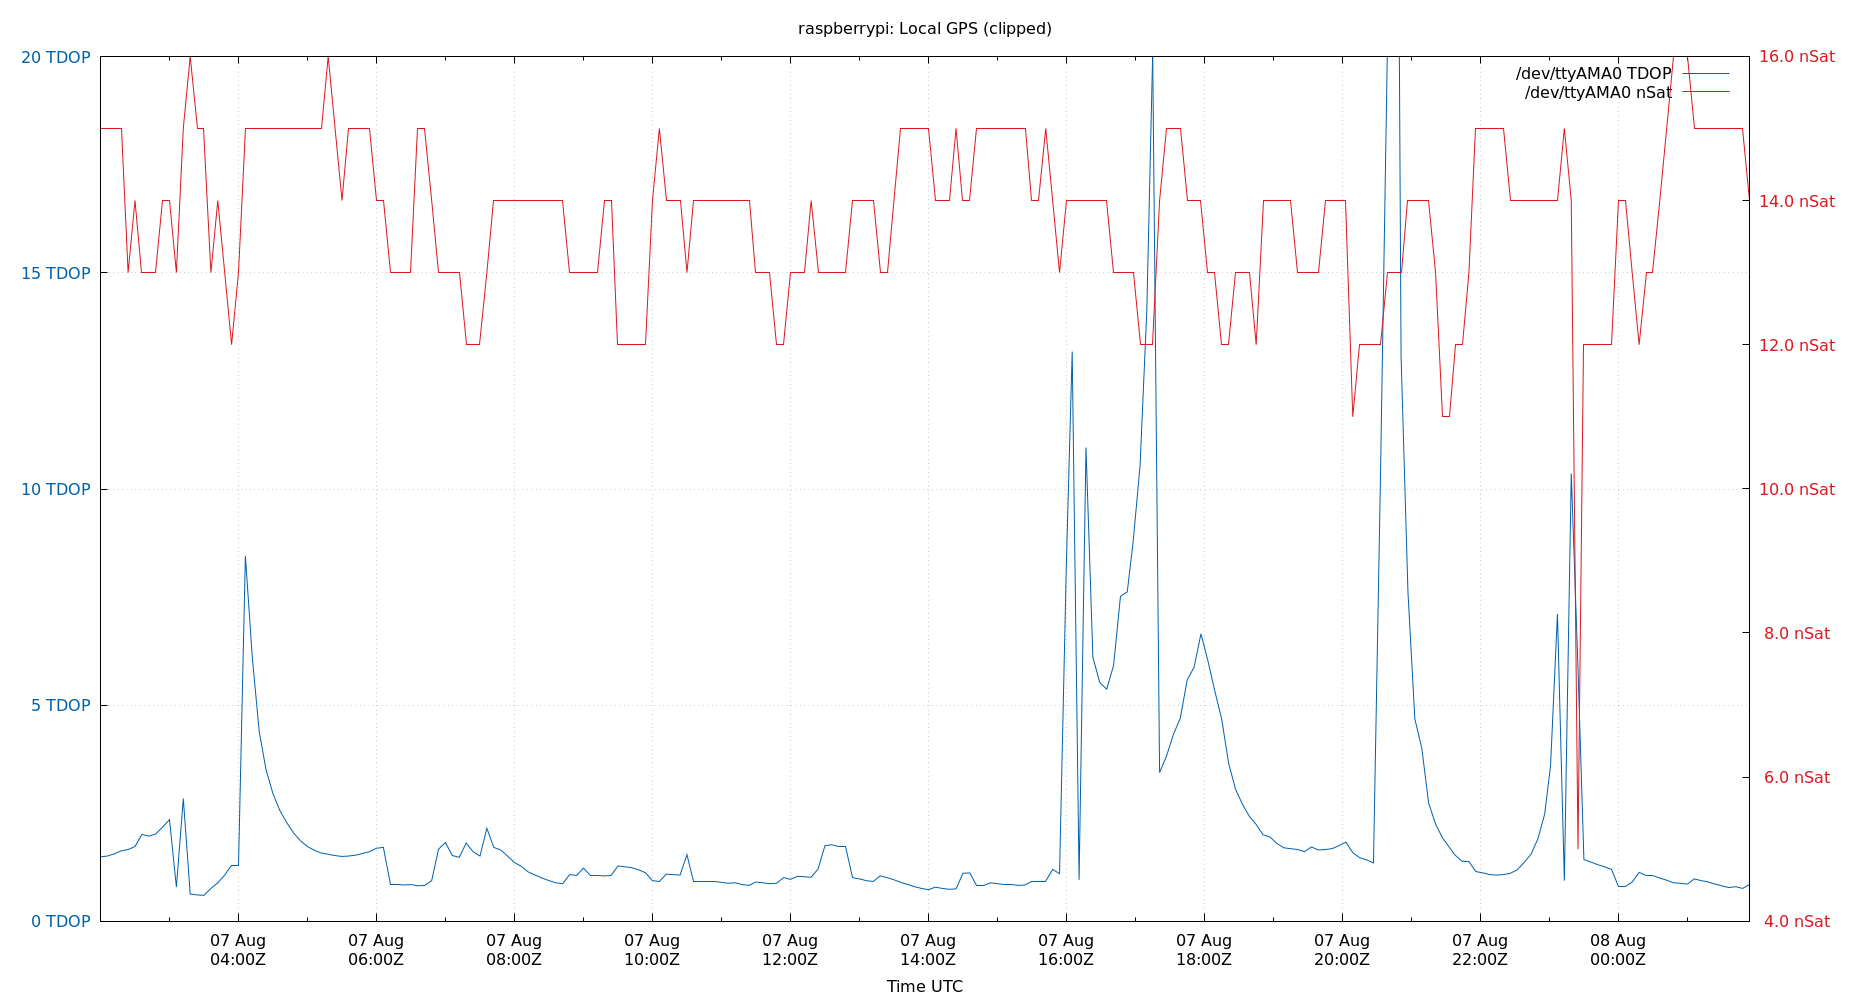 raspberrypi: Local GPS (clipped)
20 TDOP
15 TDOP
10 TDOP
5 TDOP
0 TDOP
16.0 nSat
14.0 nSat
12.0 nSat
10.0 nSat
8.0 nSat
6.0 nSat
4.0 nSat
/dev/ttyAMA0 TDOP
/dev/ttyAMA0 nSat
07 Aug
04:00Z
07 Aug
06:00Z
07 Aug
08:00Z
07 Aug
10:00Z
07 Aug
12:00Z
07 Aug
14:00Z
07 Aug
16:00Z
07 Aug
18:00Z
07 Aug
20:00Z
07 Aug
22:00Z
08 Aug
00:00Z
Time UTC